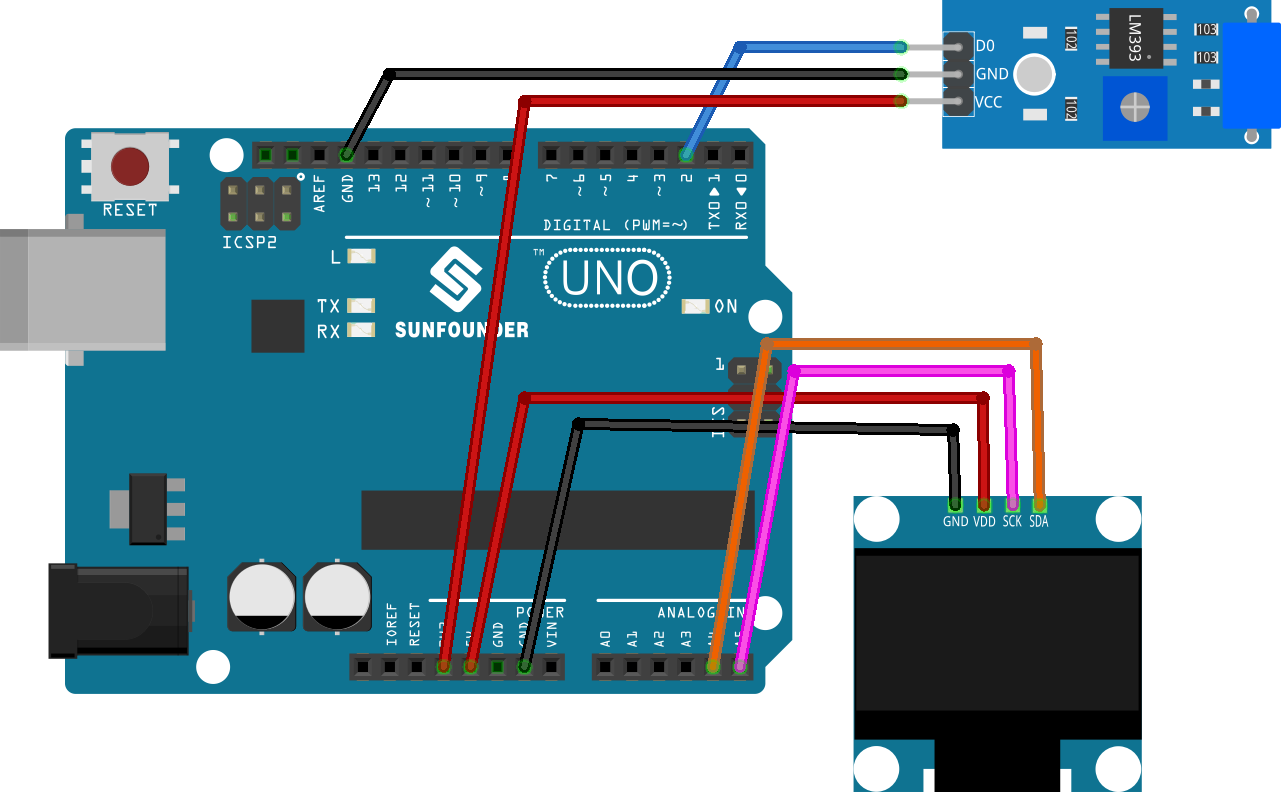 D0
GND
VCC
102
102
LM393
103
103
RESET
ICSP2
AREF
GND
13
12
~11
~10
~9
7
~6
~5
4
~3
2
TX0▶1
RX0◀0
DIGITAL (PWM=~)
L
TX
RX
SUNFOUNDER
TM
UNO
ON
1
IOREF
RESET
GND
VIN
POWER
A0
A1
A2
A3
ANALOG IN
GND VDD SCK SDA